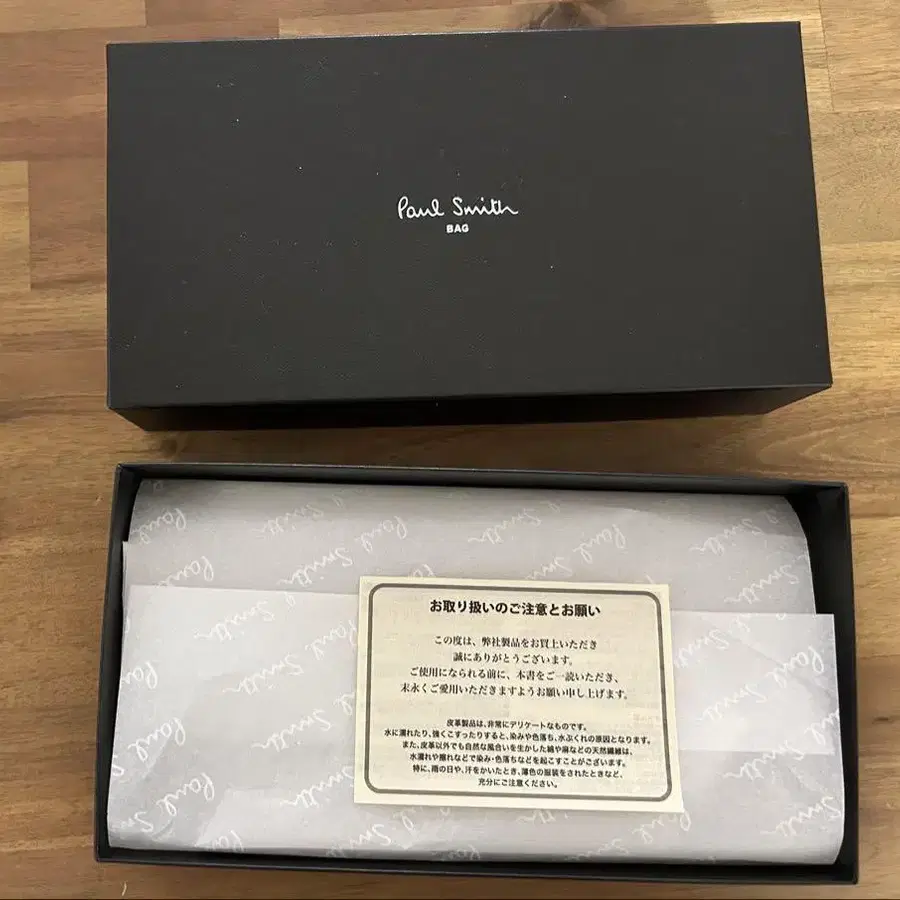 Paul Smith
BAG
Paul Smith
お取り扱いのご注意とお願い
この度は、弊社製品をお買上いただき
誠にありがとうございます。
ご使用になられる前に、本書をご一読いただき、
末永くご愛用いただきますようお願い申し上げます。
皮革製品は、非常にデリケートなものです。
水に濡れたり、強くこすったりすると、染みや色落ち、水ぶくれの原因となります。
また、皮革以外でも自然な風合いを生かした綿や麻などの天然繊維は、
水濡れや擦れなどで染み・色落ちなどを起こすことがございます。
特に、雨の日や、汗をかいたとき、薄色の服装をされたときなど、
充分にご注意ください。